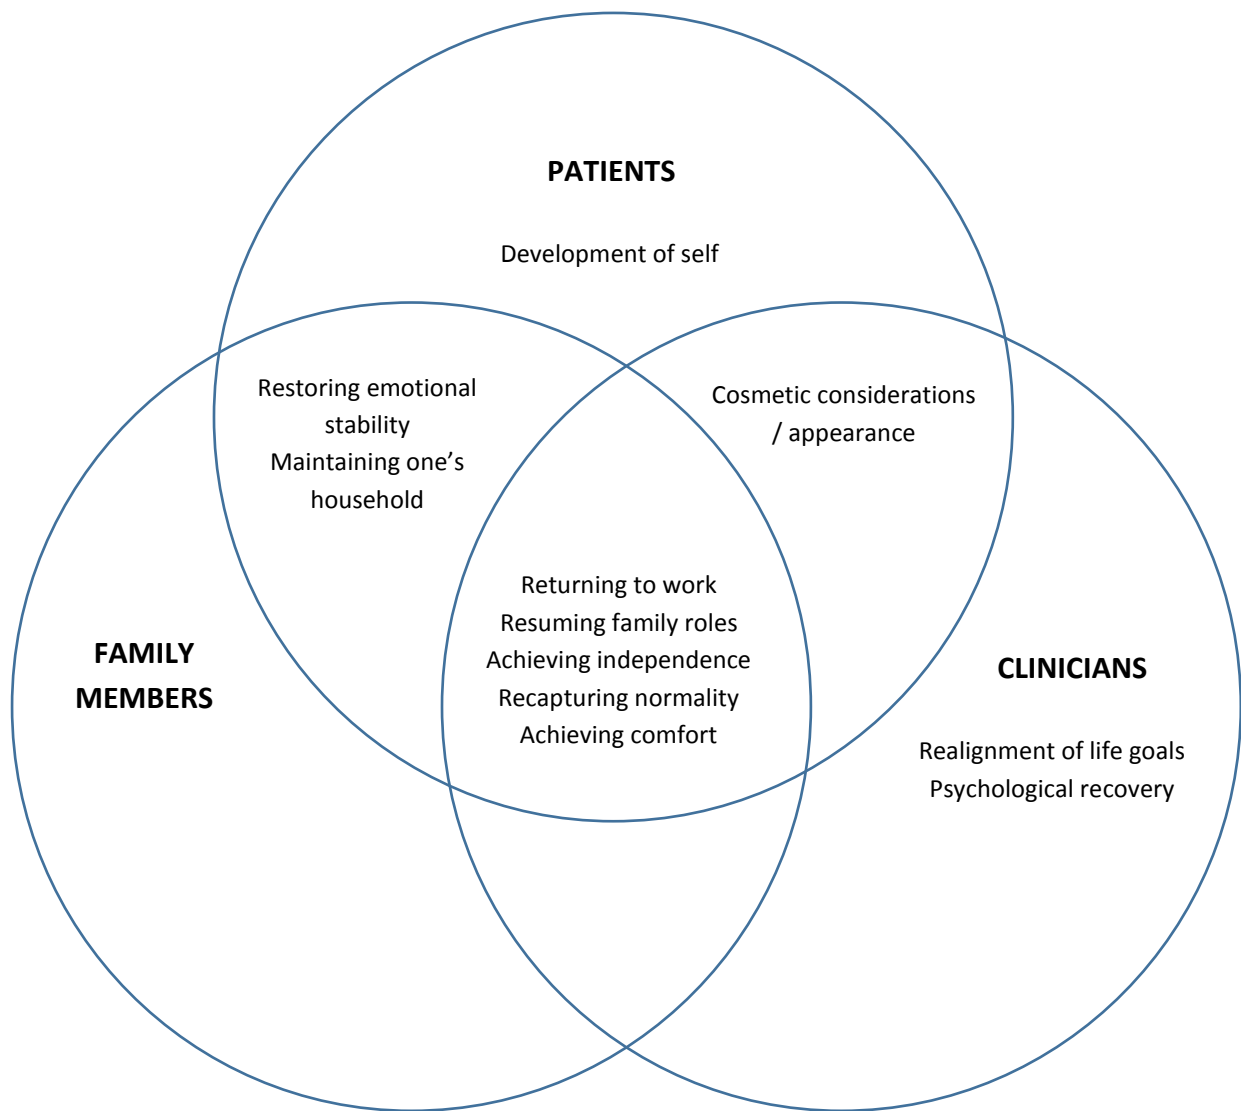 PATIENTS
Development of self
Restoring emotional
stability
Maintaining one’s
household
Cosmetic considerations
/ appearance
Returning to work
Resuming family roles
Achieving independence
Recapturing normality
Achieving comfort
FAMILY
MEMBERS
CLINICIANS
Realignment of life goals
Psychological recovery